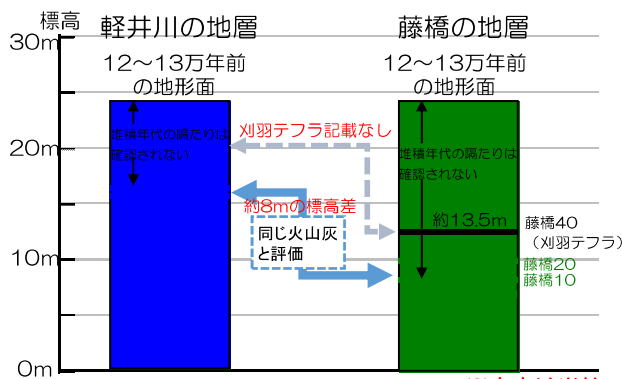 標高
軽井川の地層
藤橋の地層
30m
12～13万年前
の地形面
12～13万年前
の地形面
刈羽テフラ記載なし
堆積年代の隔たりは
確認されない
20m
堆積年代の隔たりは
確認されない
約8mの標高差
約13.5m
同じ火山灰
と評価
藤橋40
（刈羽テフラ）
10m
藤橋20
藤橋10
0m